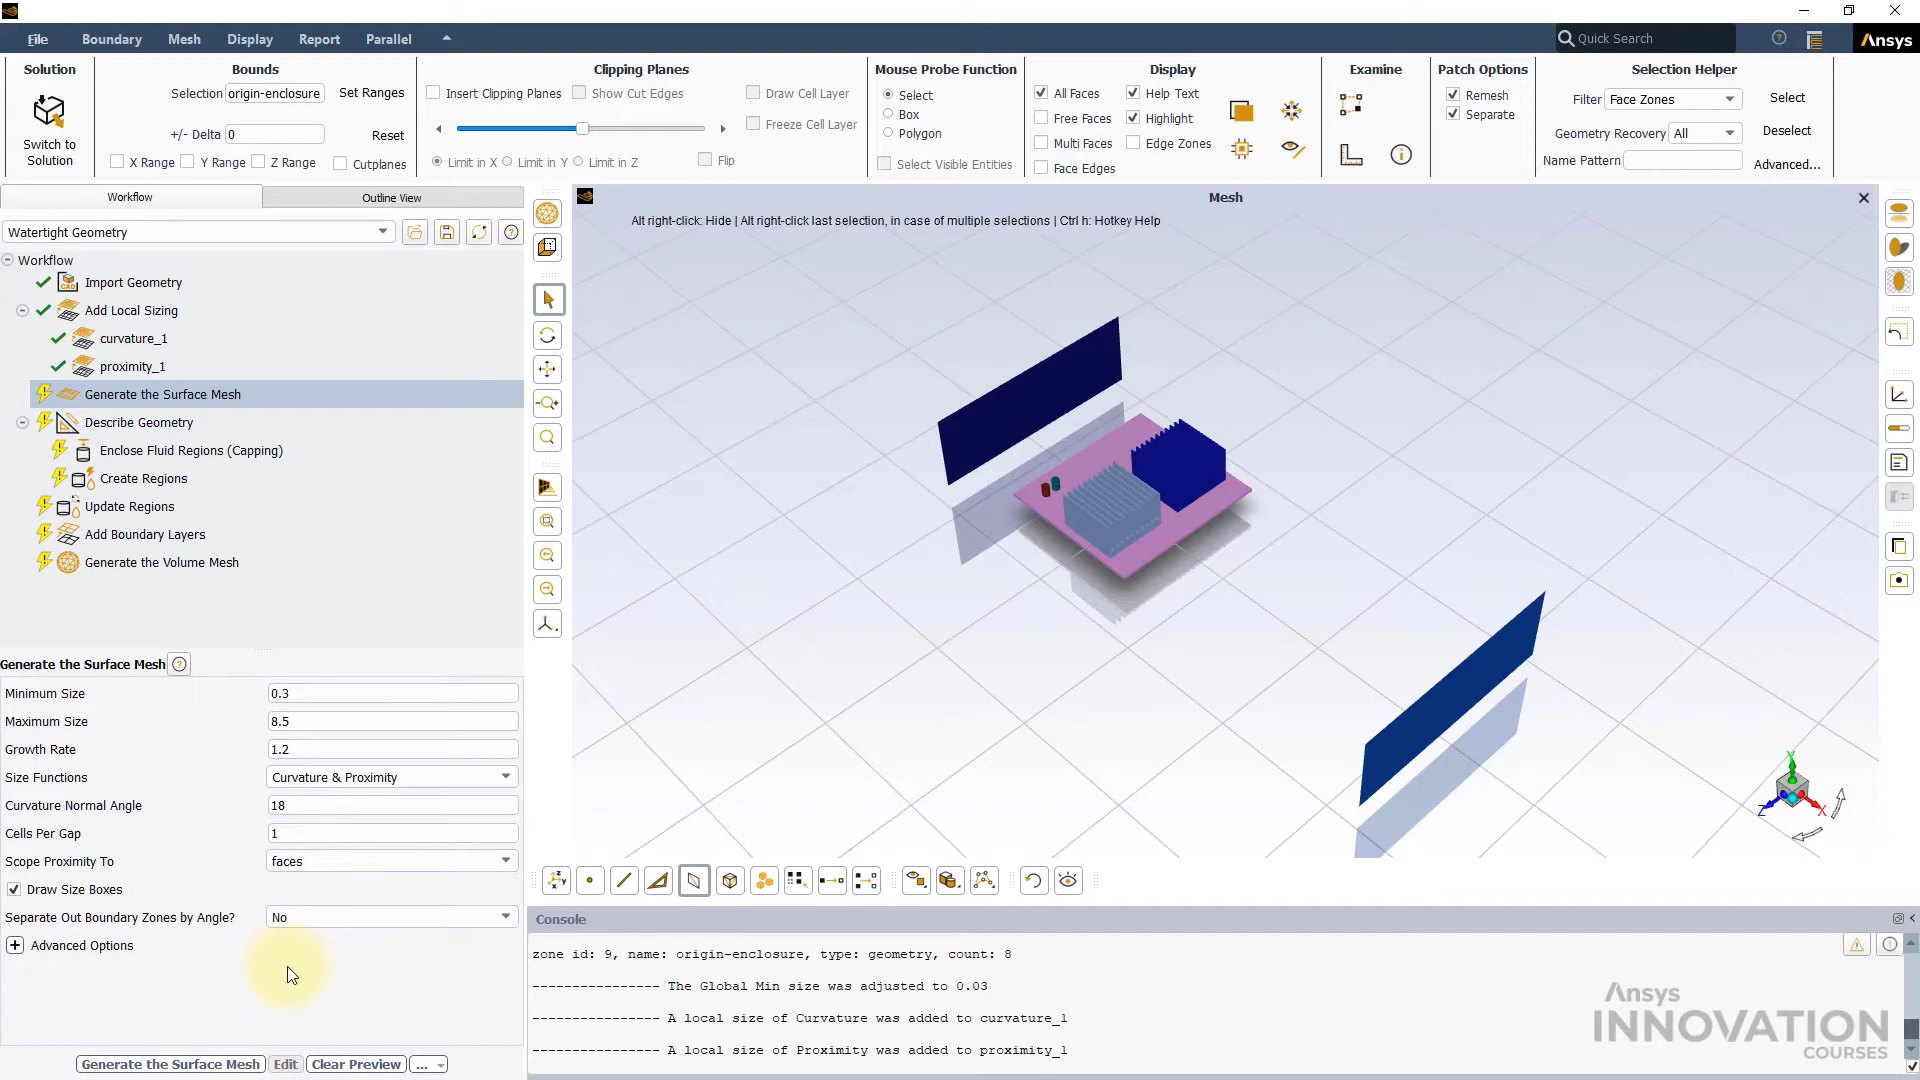 File Boundary Mesh Display Report Parallel Quick Search Ansys
Solution Bounds Clipping Planes Mouse Probe Function Display Examine Patch Options Selection Helper
Selection origin-enclosure Set Ranges
+/- Delta 0 Reset
X Range Y Range Z Range Cutplanes
Switch to
Solution
Insert Clipping Planes Show Cut Edges Draw Cell Layer
Freeze Cell Layer
Limit in X Limit in Y Limit in Z Flip
Select
Box
Polygon
Select Visible Entities
All Faces Help Text
Free Faces Highlight
Multi Faces Edge Zones
Face Edges
Remesh
Separate
Filter Face Zones Select
Geometry Recovery All Deselect
Name Pattern Advanced...
Workflow Outline View
Watertight Geometry
Workflow
Import Geometry
Add Local Sizing
curvature_1
proximity_1
Generate the Surface Mesh
Describe Geometry
Enclose Fluid Regions (Capping)
Create Regions
Update Regions
Add Boundary Layers
Generate the Volume Mesh
Generate the Surface Mesh
Minimum Size 0.3
Maximum Size 8.5
Growth Rate 1.2
Size Functions Curvature & Proximity
Curvature Normal Angle 18
Cells Per Gap 1
Scope Proximity To faces
Draw Size Boxes
Separate Out Boundary Zones by Angle? No
Advanced Options
Generate the Surface Mesh Edit Clear Preview ...
Mesh
Alt right-click: Hide | Alt right-click last selection, in case of multiple selections | Ctrl h: Hotkey Help
Y
Z X
Console
zone id: 9, name: origin-enclosure, type: geometry, count: 8
---------------- The Global Min size was adjusted to 0.03
---------------- A local size of Curvature was added to curvature_1
---------------- A local size of Proximity was added to proximity_1
Ansys
INNOVATION
COURSES